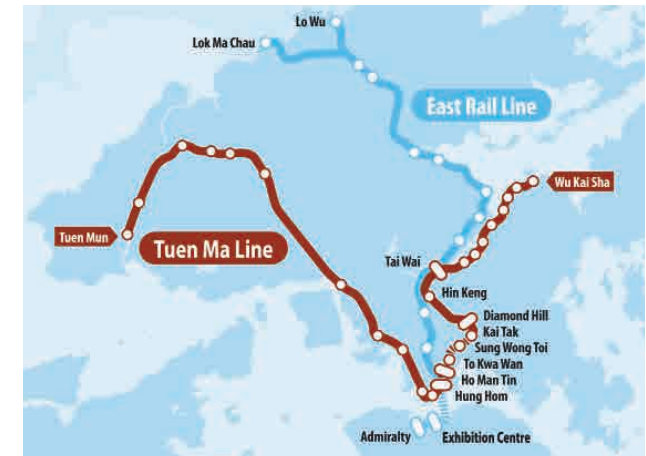 Lo Wu
Lok Ma Chau
East Rail Line
Wu Kai Sha
Tuen Mun
Tuen Ma Line
Tai Wai
Hin Keng
Diamond Hill
Kai Tak
Sung Wong Toi
To Kwa Wan
Ho Man Tin
Hung Hom
Admiralty
Exhibition Centre